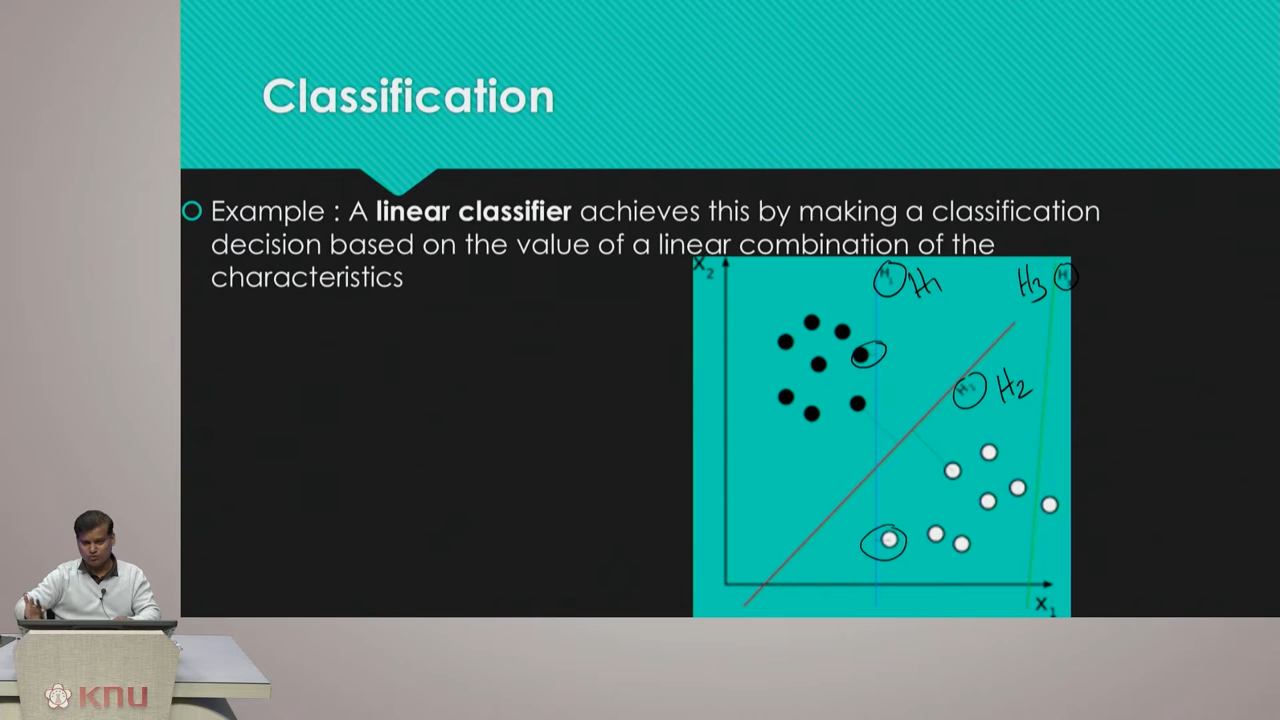 Classification
Example : A linear classifier achieves this by making a classification
decision based on the value of a linear combination of the
characteristics
X2
H1
H3
H2
X1
KNU